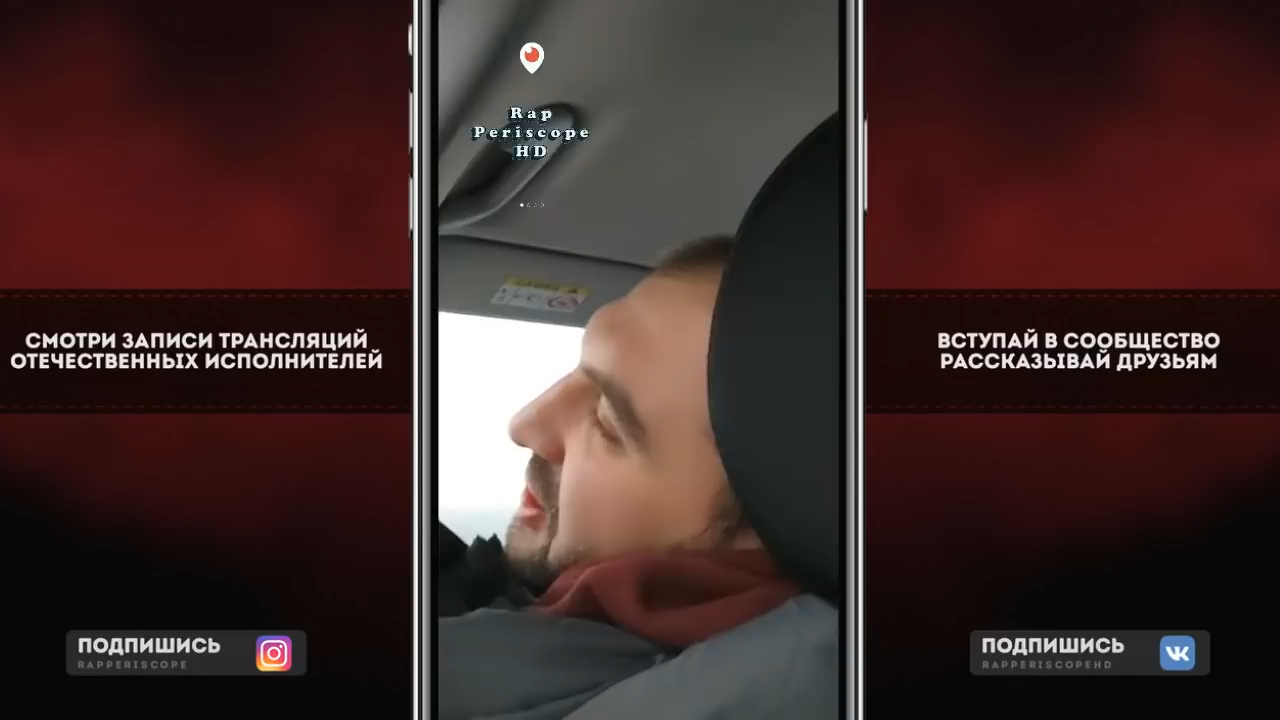 Rap
Periscope
HD
СМОТРИ ЗАПИСИ ТРАНСЛЯЦИЙ
ОТЕЧЕСТВЕННЫХ ИСПОЛНИТЕЛЕЙ
ВСТУПАЙ В СООБЩЕСТВО
РАССКАЗЫВАЙ ДРУЗЬЯМ
ПОДПИШИСЬ
RAPPERISCOPE
ПОДПИШИСЬ
RAPPERISCOPEHD